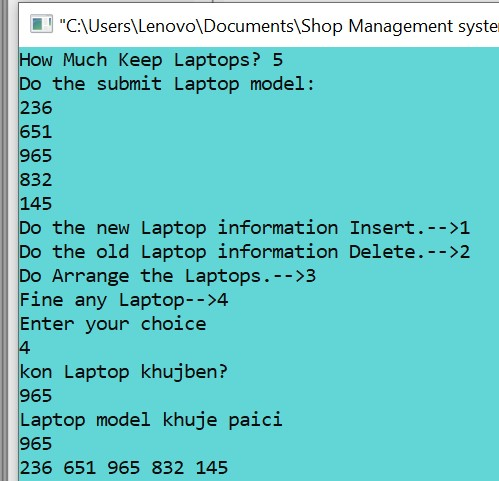 "C:\Users\Lenovo\Documents\Shop Management syste
How Much Keep Laptops? 5
Do the submit Laptop model:
236
651
965
832
145
Do the new Laptop information Insert.-->1
Do the old Laptop information Delete.-->2
Do Arrange the Laptops.-->3
Fine any Laptop-->4
Enter your choice
4
kon Laptop khujben?
965
Laptop model khuje paici
965
236 651 965 832 145